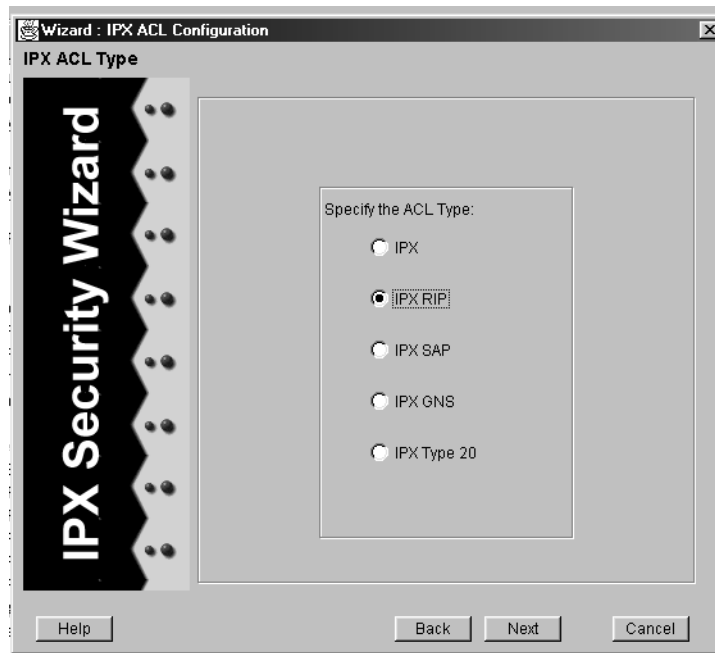 Wizard : IPX ACL Configuration
IPX ACL Type
IPX Security Wizard
Specify the ACL Type:
IPX
IPX RIP
IPX SAP
IPX GNS
IPX Type 20
Help
Back
Next
Cancel